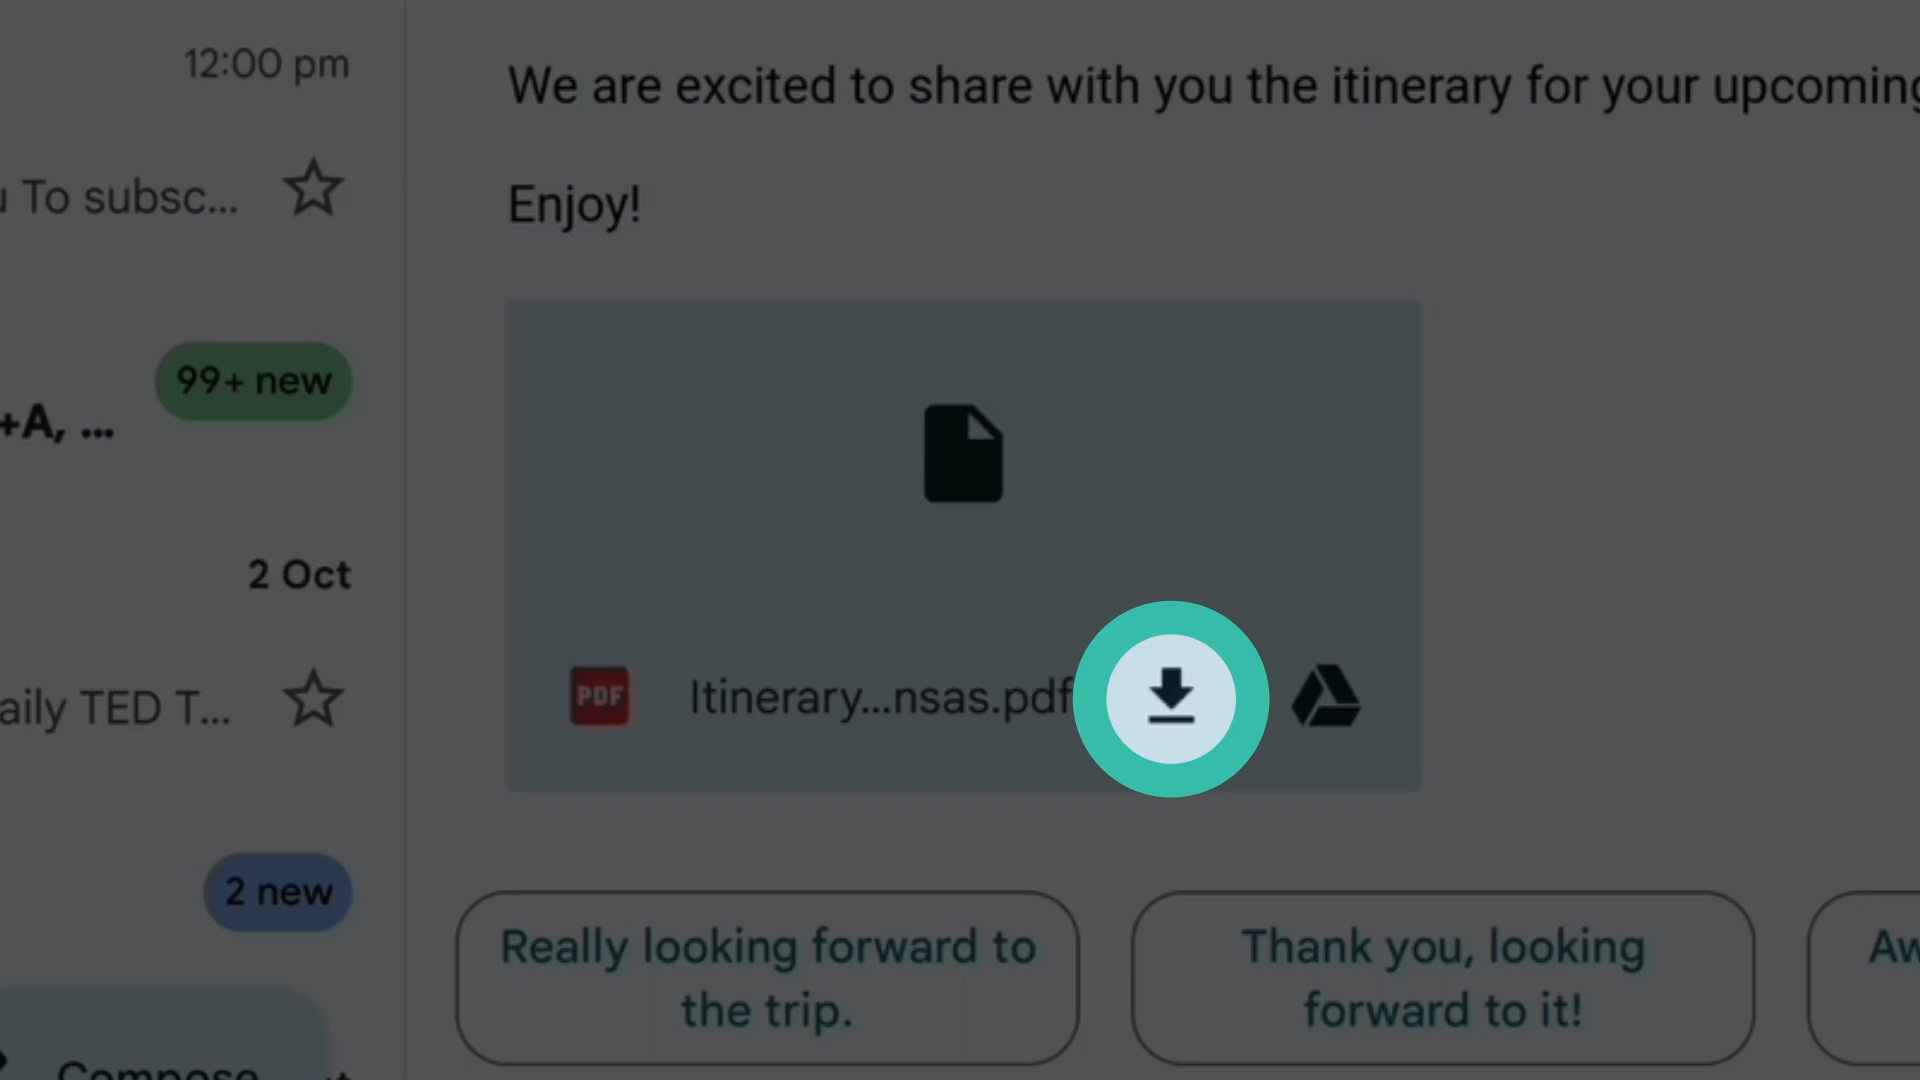 12:00 pm
To subsc...
99+ new
+A, ...
2 Oct
aily TED T...
2 new
Compose
We are excited to share with you the itinerary for your upcoming
Enjoy!
PDF
Itinerary...nsas.pdf
Really looking forward to
the trip.
Thank you, looking
forward to it!
Aw